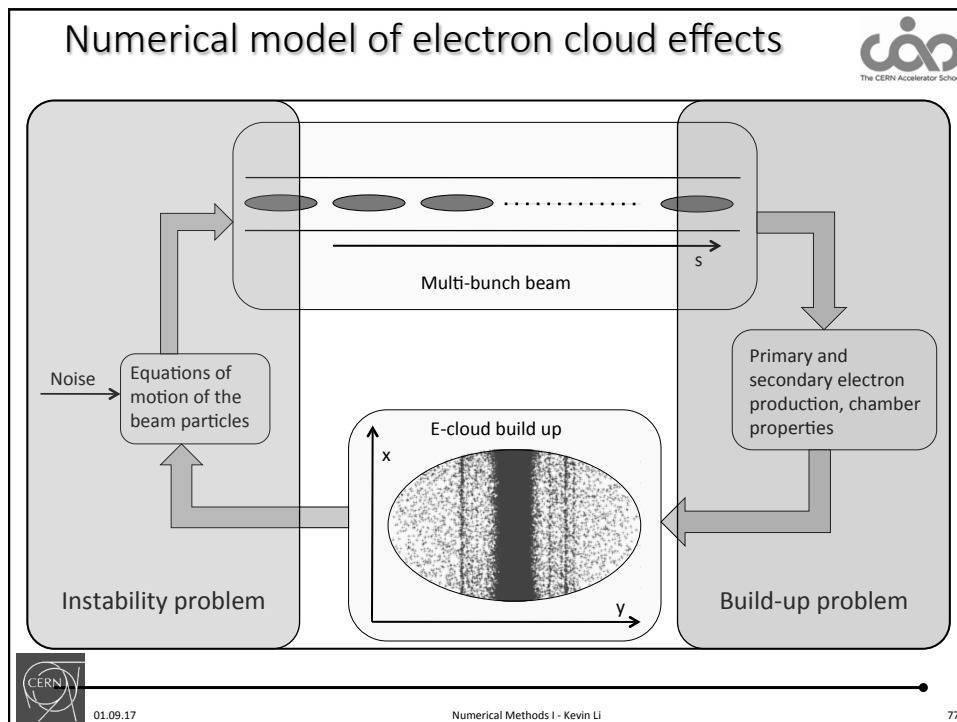 Numerical model of electron cloud effects
The CERN Accelerator School
s
Multi-bunch beam
Noise
Equations of
motion of the
beam particles
Primary and
secondary electron
production, chamber
properties
E-cloud build up
x
y
Instability problem
Build-up problem
CERN
01.09.17
Numerical Methods I - Kevin Li
77